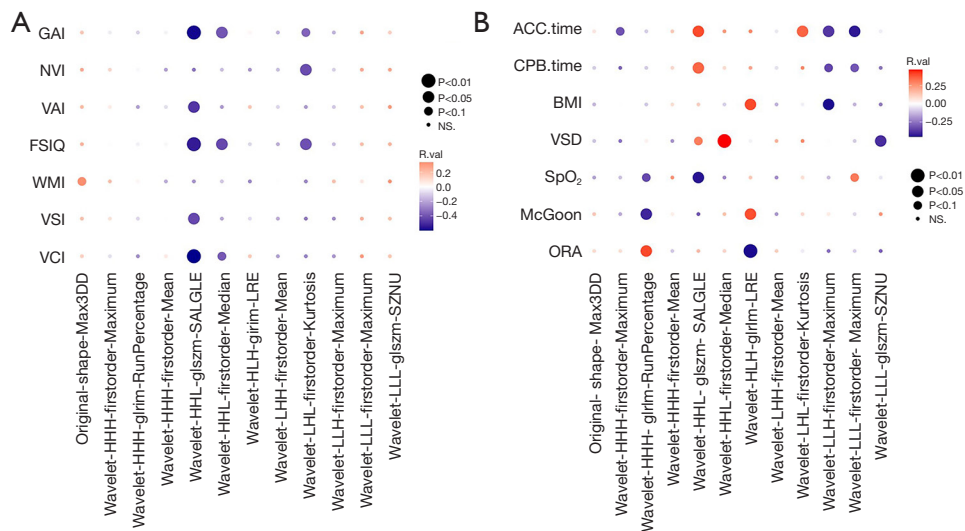 A
GAI
NVI
VAI
FSIQ
WMI
VSI
VCI
P<0.01
P<0.05
P<0.1
NS.
R.val
0.2
0.0
−0.2
−0.4
Original-shape-Max3DD
Wavelet-HHH-firstorder-Maximum
Wavelet-HHH-glrlm-RunPercentage
Wavelet-HHH-firstorder-Mean
Wavelet-HHL-glszm-SALGLE
Wavelet-HHL-firstorder-Median
Wavelet-HLH-girim-LRE
Wavelet-LHH-firstorder-Mean
Wavelet-LHL-firstorder-Kurtosis
Wavelet-LLH-firstorder-Maximum
Wavelet-LLL-firstorder-Maximum
Wavelet-LLL-glszm-SZNU
B
ACC.time
CPB.time
BMI
VSD
SpO₂
McGoon
ORA
R.val
0.25
0.00
−0.25
P<0.01
P<0.05
P<0.1
NS.
Original- shape- Max3DD
Wavelet-HHH-firstorder-Maximum
Wavelet-HHH- glrlm-RunPercentage
Wavelet-HHH-firstorder-Mean
Wavelet-HHL- glszm- SALGLE
Wavelet-HHL-firstorder-Median
Wavelet-HLH-glrlm-LRE
Wavelet-LHH-firstorder-Mean
Wavelet-LHL-firstorder-Kurtosis
Wavelet-LLH-firstorder-Maximum
Wavelet-LLL-firstorder- Maximum
Wavelet-LLL-glszm-SZNU